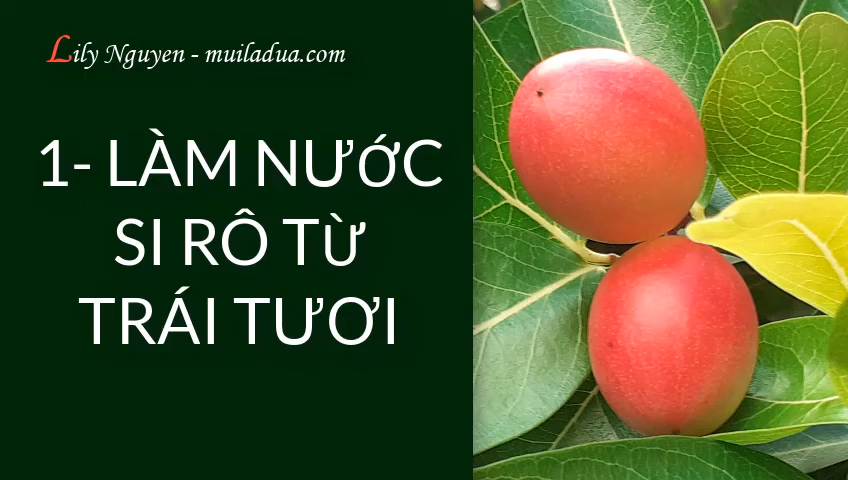 Lily Nguyen - muiladua.com
1- LÀM NƯỚC
SI RÔ TỪ
TRÁI TƯƠI